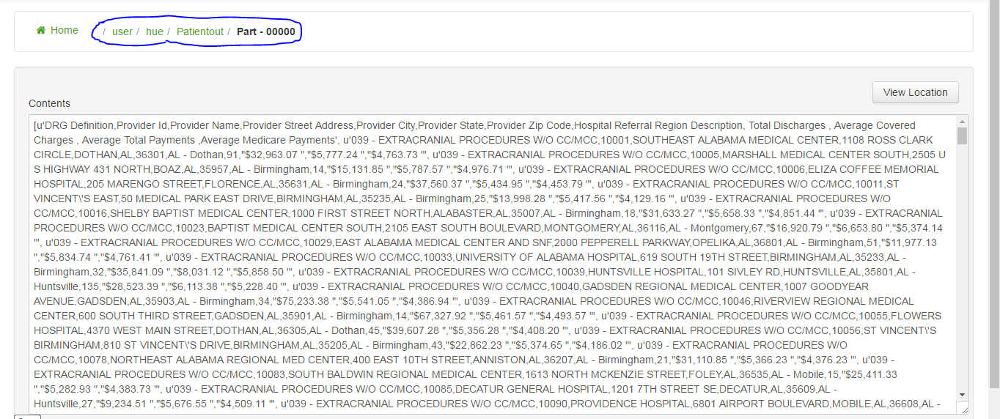 Home / user / hue / Patientout / Part - 00000
View Location
Contents
[u'DRG Definition,Provider Id,Provider Name,Provider Street Address,Provider City,Provider State,Provider Zip Code,Hospital Referral Region Description, Total Discharges , Average Covered
Charges , Average Total Payments ,Average Medicare Payments', u'039 - EXTRACRANIAL PROCEDURES W/O CC/MCC,10001,SOUTHEAST ALABAMA MEDICAL CENTER,1108 ROSS CLARK
CIRCLE,DOTHAN,AL,36301,AL - Dothan,91,"$32,963.07 ","$5,777.24 ","$4,763.73 "', u'039 - EXTRACRANIAL PROCEDURES W/O CC/MCC,10005,MARSHALL MEDICAL CENTER SOUTH,2505 U
S HIGHWAY 431 NORTH,BOAZ,AL,35957,AL - Birmingham,14,"$15,131.85 ","$5,787.57 ","$4,976.71 "', u'039 - EXTRACRANIAL PROCEDURES W/O CC/MCC,10006,ELIZA COFFEE MEMORIAL
HOSPITAL,205 MARENGO STREET,FLORENCE,AL,35631,AL - Birmingham,24,"$37,560.37 ","$5,434.95 ","$4,453.79 "', u'039 - EXTRACRANIAL PROCEDURES W/O CC/MCC,10011,ST
VINCENT\'S EAST,50 MEDICAL PARK EAST DRIVE,BIRMINGHAM,AL,35235,AL - Birmingham,25,"$13,998.28 ","$5,417.56 ","$4,129.16 "', u'039 - EXTRACRANIAL PROCEDURES W/O
CC/MCC,10016,SHELBY BAPTIST MEDICAL CENTER,1000 FIRST STREET NORTH,ALABASTER,AL,35007,AL - Birmingham,18,"$31,633.27 ","$5,658.33 ","$4,851.44 "', u'039 - EXTRACRANIAL
PROCEDURES W/O CC/MCC,10023,BAPTIST MEDICAL CENTER SOUTH,2105 EAST SOUTH BOULEVARD,MONTGOMERY,AL,36116,AL - Montgomery,67,"$16,920.79 ","$6,653.80 ","$5,374.14
"', u'039 - EXTRACRANIAL PROCEDURES W/O CC/MCC,10029,EAST ALABAMA MEDICAL CENTER AND SNF,2000 PEPPERELL PARKWAY,OPELIKA,AL,36801,AL - Birmingham,51,"$11,977.13
","$5,834.74 ","$4,761.41 "', u'039 - EXTRACRANIAL PROCEDURES W/O CC/MCC,10033,UNIVERSITY OF ALABAMA HOSPITAL,619 SOUTH 19TH STREET,BIRMINGHAM,AL,35233,AL -
Birmingham,32,"$35,841.09 ","$8,031.12 ","$5,858.50 "', u'039 - EXTRACRANIAL PROCEDURES W/O CC/MCC,10039,HUNTSVILLE HOSPITAL,101 SIVLEY RD,HUNTSVILLE,AL,35801,AL -
Huntsville,135,"$28,523.39 ","$6,113.38 ","$5,228.40 "', u'039 - EXTRACRANIAL PROCEDURES W/O CC/MCC,10040,GADSDEN REGIONAL MEDICAL CENTER,1007 GOODYEAR
AVENUE,GADSDEN,AL,35903,AL - Birmingham,34,"$75,233.38 ","$5,541.05 ","$4,386.94 "', u'039 - EXTRACRANIAL PROCEDURES W/O CC/MCC,10046,RIVERVIEW REGIONAL MEDICAL
CENTER,600 SOUTH THIRD STREET,GADSDEN,AL,35901,AL - Birmingham,14,"$67,327.92 ","$5,461.57 ","$4,493.57 "', u'039 - EXTRACRANIAL PROCEDURES W/O CC/MCC,10055,FLOWERS
HOSPITAL,4370 WEST MAIN STREET,DOTHAN,AL,36305,AL - Dothan,45,"$39,607.28 ","$5,356.28 ","$4,408.20 "', u'039 - EXTRACRANIAL PROCEDURES W/O CC/MCC,10056,ST VINCENT\'S
BIRMINGHAM,810 ST VINCENT\'S DRIVE,BIRMINGHAM,AL,35205,AL - Birmingham,43,"$22,862.23 ","$5,374.65 ","$4,186.02 "', u'039 - EXTRACRANIAL PROCEDURES W/O
CC/MCC,10078,NORTHEAST ALABAMA REGIONAL MED CENTER,400 EAST 10TH STREET,ANNISTON,AL,36207,AL - Birmingham,21,"$31,110.85 ","$5,366.23 ","$4,376.23 "', u'039 -
EXTRACRANIAL PROCEDURES W/O CC/MCC,10083,SOUTH BALDWIN REGIONAL MEDICAL CENTER,1613 NORTH MCKENZIE STREET,FOLEY,AL,36535,AL - Mobile,15,"$25,411.33
","$5,282.93 ","$4,383.73 "', u'039 - EXTRACRANIAL PROCEDURES W/O CC/MCC,10085,DECATUR GENERAL HOSPITAL,1201 7TH STREET SE,DECATUR,AL,35609,AL -
Huntsville,27,"$9,234.51 ","$5,676.55 ","$4,509.11 "', u'039 - EXTRACRANIAL PROCEDURES W/O CC/MCC,10090,PROVIDENCE HOSPITAL,6801 AIRPORT BOULEVARD,MOBILE,AL,36608,AL -